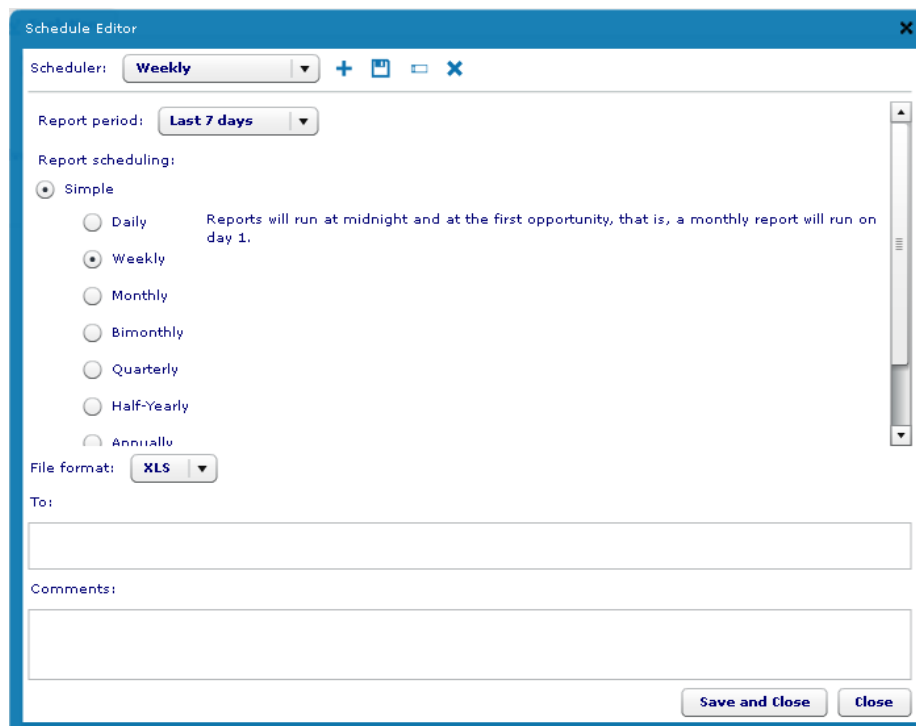 Schedule Editor
Scheduler: Weekly
Report period: Last 7 days
Report scheduling:
Simple
Daily
Reports will run at midnight and at the first opportunity, that is, a monthly report will run on
day 1.
Weekly
Monthly
Bimonthly
Quarterly
Half-Yearly
Annually
File format: XLS
To:
Comments:
Save and Close Close